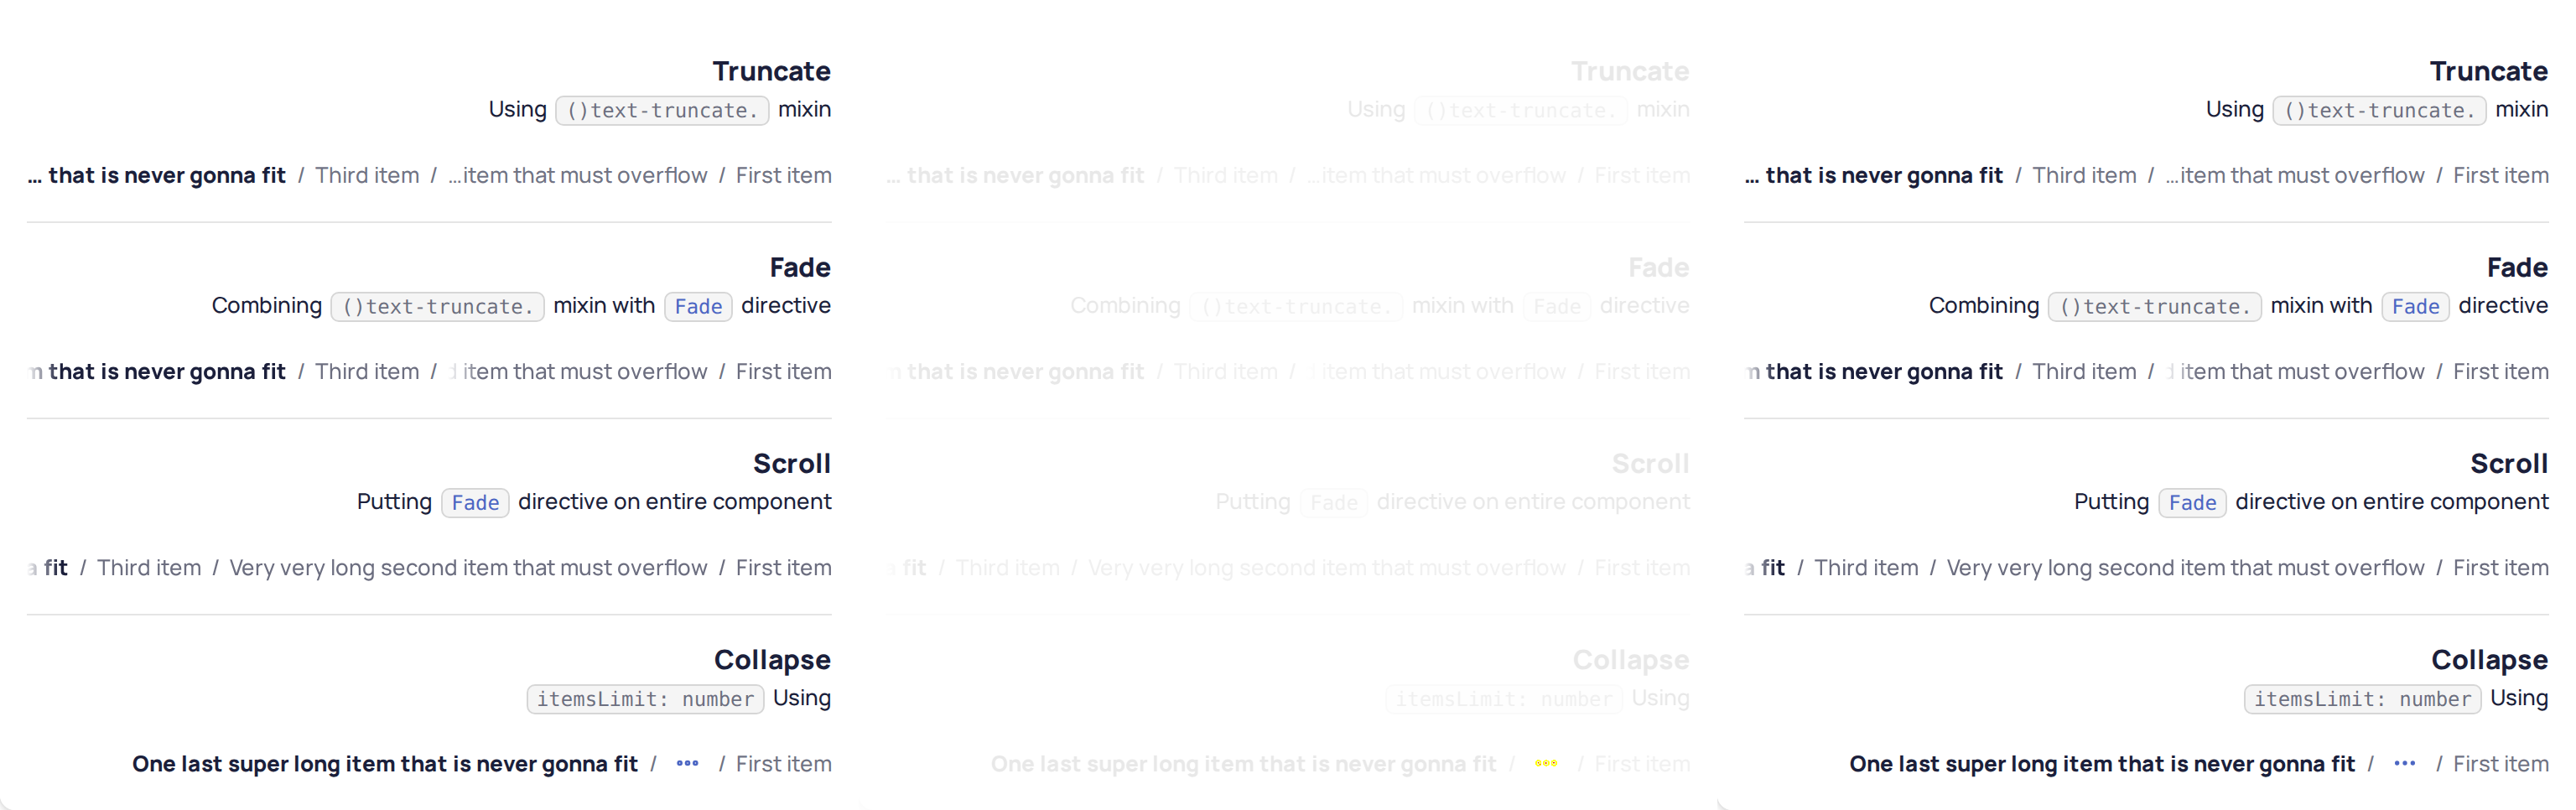 Truncate
Using ()text-truncate. mixin
... that is never gonna fit / Third item / ...item that must overflow / First item
Fade
Combining ()text-truncate. mixin with Fade directive
m that is never gonna fit / Third item / d item that must overflow / First item
Scroll
Putting Fade directive on entire component
a fit / Third item / Very very long second item that must overflow / First item
Collapse
itemsLimit: number Using
One last super long item that is never gonna fit / ••• / First item
Truncate
Using ()text-truncate. mixin
... that is never gonna fit / Third item / ...item that must overflow / First item
Fade
Combining ()text-truncate. mixin with Fade directive
m that is never gonna fit / Third item / item that must overflow / First item
Scroll
Putting Fade directive on entire component
a fit / Third item / Very very long second item that must overflow / First item
Collapse
itemsLimit: number Using
One last super long item that is never gonna fit / ••• / First item
Truncate
Using ()text-truncate. mixin
... that is never gonna fit / Third item / ...item that must overflow / First item
Fade
Combining ()text-truncate. mixin with Fade directive
m that is never gonna fit / Third item / d item that must overflow / First item
Scroll
Putting Fade directive on entire component
a fit / Third item / Very very long second item that must overflow / First item
Collapse
itemsLimit: number Using
One last super long item that is never gonna fit / ••• / First item